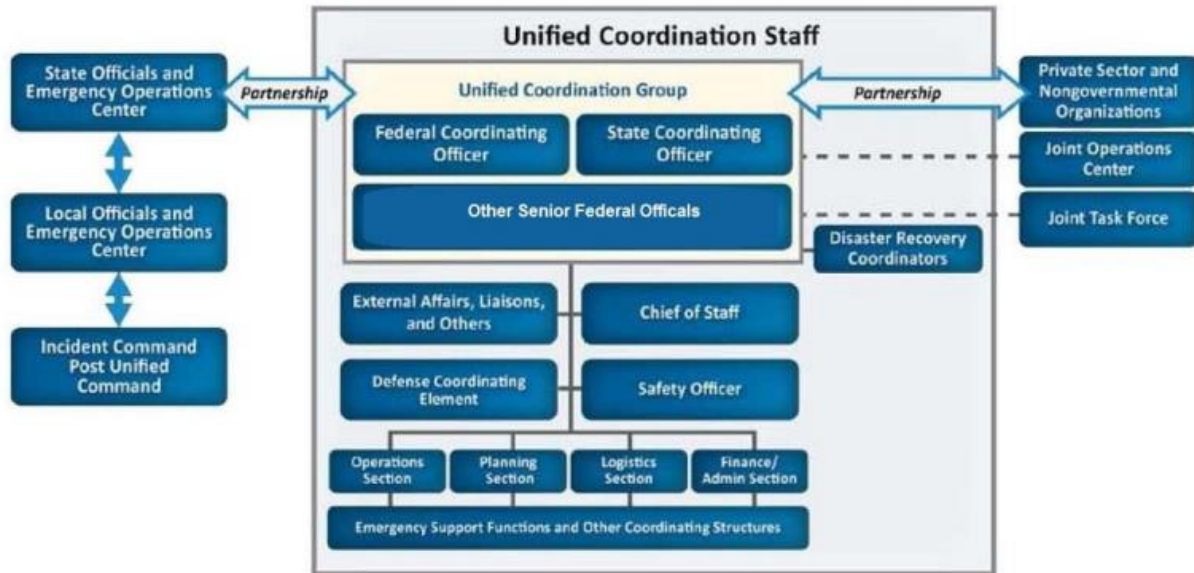 Unified Coordination Staff
State Officials and
Emergency Operations
Center
Partnership
Unified Coordination Group
Partnership
Private Sector and
Nongovernmental
Organizations
Federal Coordinating
Officer
State Coordinating
Officer
Joint Operations
Center
Local Officials and
Emergency Operations
Center
Other Senior Federal Officals
Joint Task Force
Disaster Recovery
Coordinators
External Affairs, Liaisons,
and Others
Chief of Staff
Incident Command
Post Unified
Command
Defense Coordinating
Element
Safety Officer
Operations
Section
Planning
Section
Logistics
Section
Finance/
Admin Section
Emergency Support Functions and Other Coordinating Structures